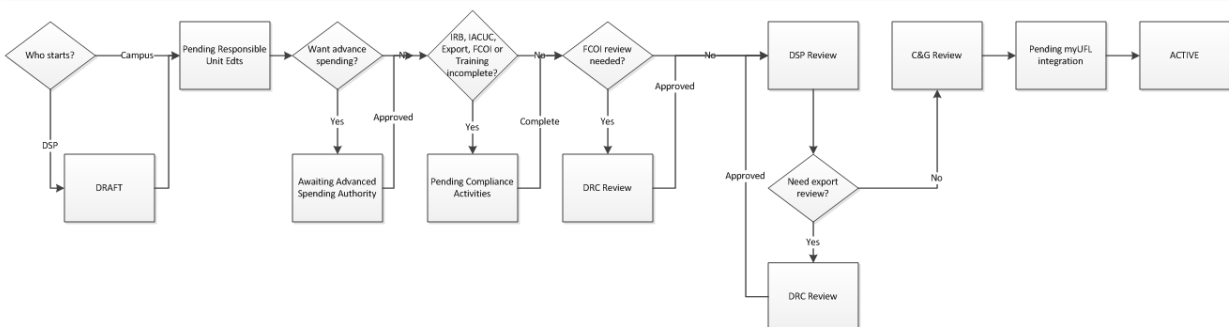 Who starts?
Campus
Pending Responsible
Unit Edts
Want advance
spending?
No
IRB, IACUC,
Export, FCOI or
Training
incomplete?
No
FCOI review
needed?
No
DSP Review
C&G Review
Pending myUFL
integration
ACTIVE
DSP
Yes
Approved
Yes
Complete
Yes
Approved
DRAFT
Awaiting Advanced
Spending Authority
Pending Compliance
Activities
DRC Review
Approved
Need export
review?
No
Yes
DRC Review